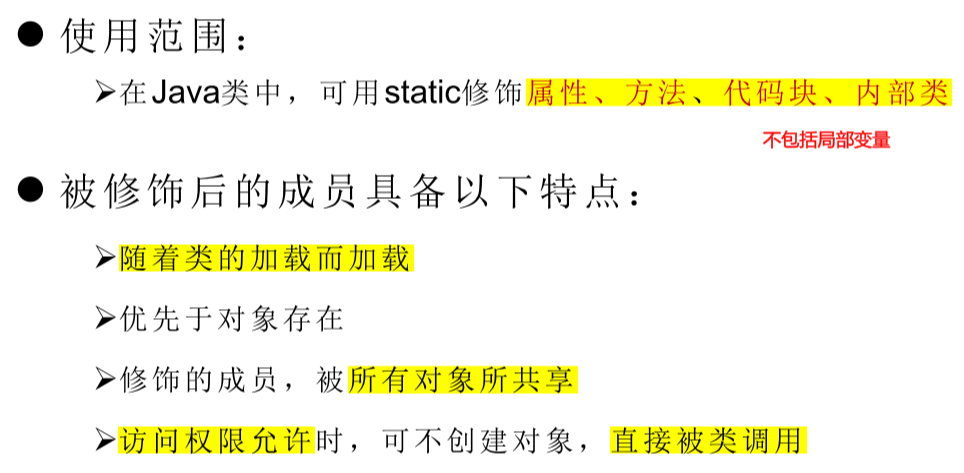 ● 使用范围：
➢在Java类中，可用static修饰属性、方法、代码块、内部类
不包括局部变量
● 被修饰后的成员具备以下特点：
➢随着类的加载而加载
➢优先于对象存在
➢修饰的成员，被所有对象所共享
➢访问权限允许时，可不创建对象，直接被类调用